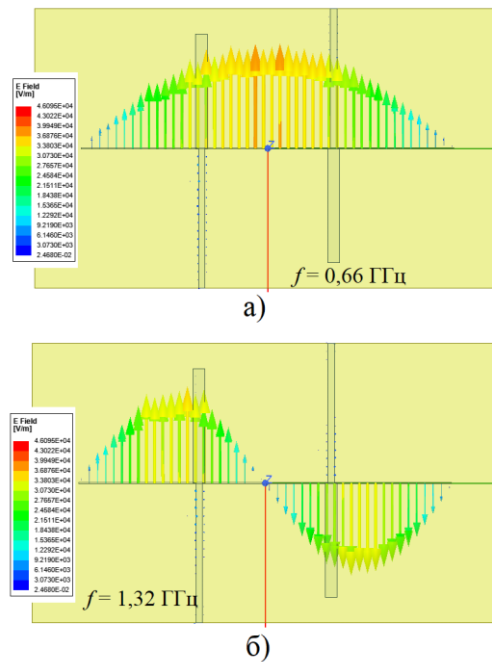 E Field
[V/m]
4.6095E+04
4.3022E+04
3.9949E+04
3.6876E+04
3.3803E+04
3.0730E+04
2.7657E+04
2.4584E+04
2.1511E+04
1.8438E+04
1.5365E+04
1.2292E+04
9.2190E+03
6.1460E+03
3.0730E+03
2.4680E-02
Z
f = 0,66 ГГц
а)
E Field
[V/m]
4.6095E+04
4.3022E+04
3.9949E+04
3.6876E+04
3.3803E+04
3.0730E+04
2.7657E+04
2.4584E+04
2.1511E+04
1.8438E+04
1.5365E+04
1.2292E+04
9.2190E+03
6.1460E+03
3.0730E+03
2.4680E-02
Z
f = 1,32 ГГц
б)